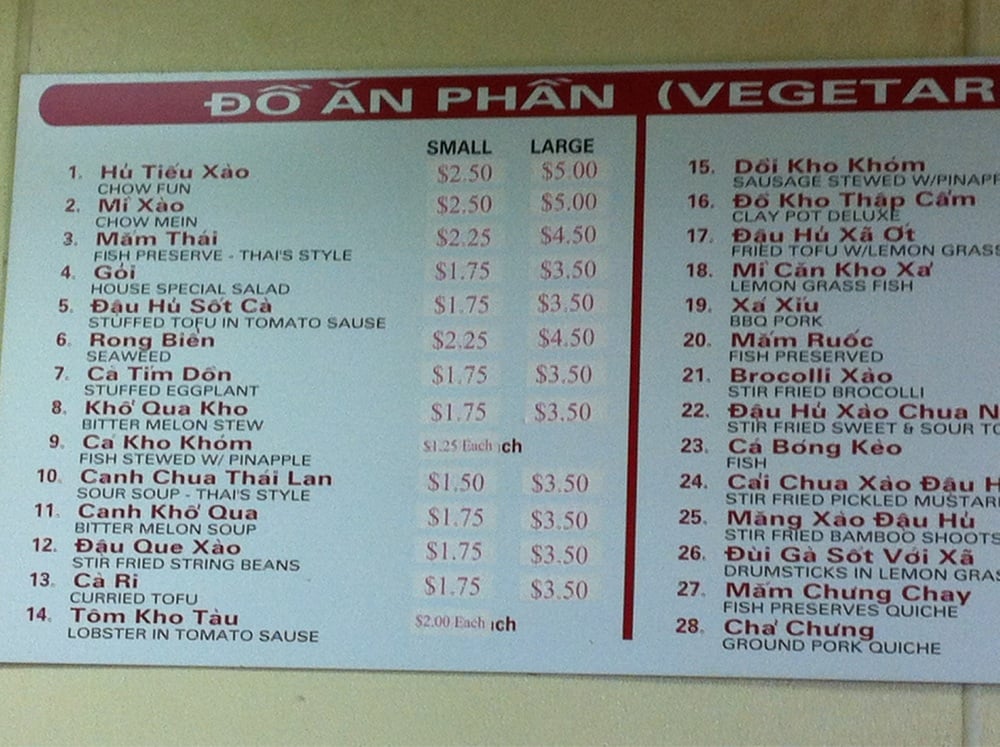 ĐỒ ĂN PHẦN (VEGETAR
SMALL LARGE
1. Hủ Tiếu Xào $2.50 $5.00
CHOW FUN
2. Mì Xào $2.50 $5.00
CHOW MEIN
3. Mắm Thái $2.25 $4.50
FISH PRESERVE - THAI'S STYLE
4. Gỏi $1.75 $3.50
HOUSE SPECIAL SALAD
5. Đậu Hủ Sốt Cà $1.75 $3.50
STUFFED TOFU IN TOMATO SAUSE
6. Rong Biển $2.25 $4.50
SEAWEED
7. Cà Tím Dồn $1.75 $3.50
STUFFED EGGPLANT
8. Khổ Qua Kho $1.75 $3.50
BITTER MELON STEW
9. Cá Kho Khóm $1.25 Each ch
FISH STEWED W/ PINAPPLE
10. Canh Chua Thái Lan $1.50 $3.50
SOUR SOUP - THAI'S STYLE
11. Canh Khổ Qua $1.75 $3.50
BITTER MELON SOUP
12. Đậu Que Xào $1.75 $3.50
STIR FRIED STRING BEANS
13. Cà Ri $1.75 $3.50
CURRIED TOFU
14. Tôm Kho Tàu $2.00 Each ch
LOBSTER IN TOMATO SAUSE
15. Dồi Kho Khóm
SAUSAGE STEWED W/PINAPP
16. Đồ Kho Thập Cẩm
CLAY POT DELUXE
17. Đậu Hủ Xã Ớt
FRIED TOFU W/LEMON GRASS
18. Mì Căn Kho Xả
LEMON GRASS FISH
19. Xá Xíu
BBQ PORK
20. Mắm Ruốc
FISH PRESERVED
21. Brocolli Xào
STIR FRIED BROCOLLI
22. Đậu Hủ Xào Chua N
STIR FRIED SWEET & SOUR TO
23. Cá Bóng Kèo
FISH
24. Cải Chua Xào Đậu H
STIR FRIED PICKLED MUSTAR
25. Măng Xào Đậu Hủ
STIR FRIED BAMBOO SHOOTS
26. Đùi Gà Sốt Với Xã
DRUMSTICKS IN LEMON GRAS
27. Mắm Chưng Chay
FISH PRESERVES QUICHE
28. Chả Chưng
GROUND PORK QUICHE